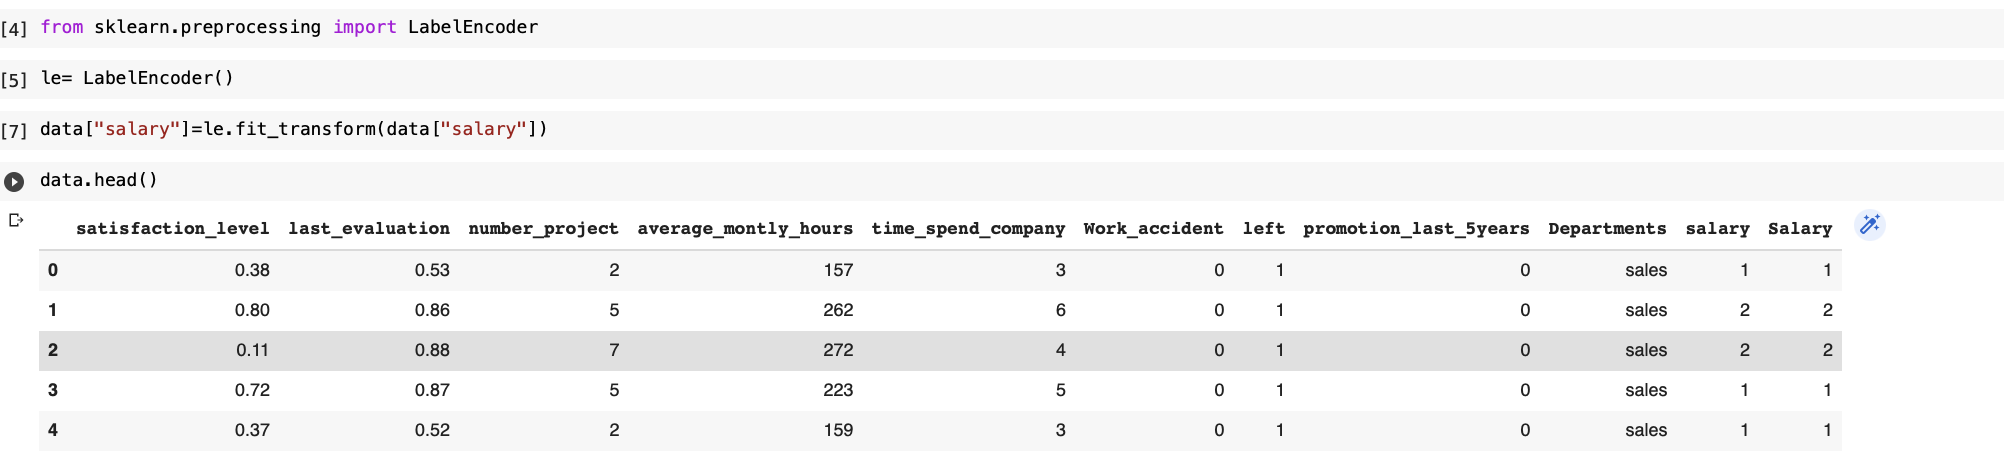 [4] from sklearn.preprocessing import LabelEncoder
[5] le= LabelEncoder()
[7] data["salary"]=le.fit_transform(data["salary"])
data.head()
satisfaction_level last_evaluation number_project average_montly_hours time_spend_company Work_accident left promotion_last_5years Departments salary Salary
0 0.38 0.53 2 157 3 0 1 0 sales 1 1
1 0.80 0.86 5 262 6 0 1 0 sales 2 2
2 0.11 0.88 7 272 4 0 1 0 sales 2 2
3 0.72 0.87 5 223 5 0 1 0 sales 1 1
4 0.37 0.52 2 159 3 0 1 0 sales 1 1